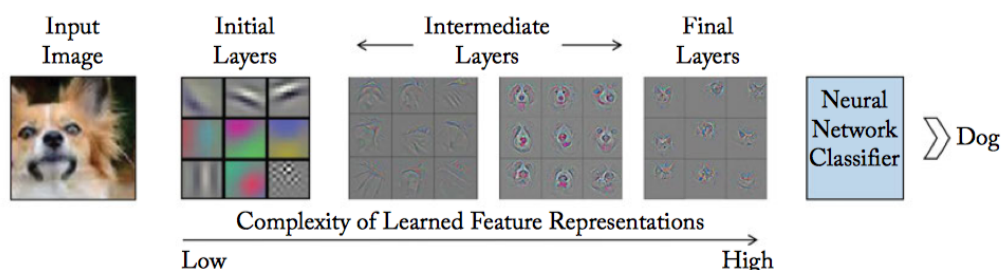 Input
Image
Initial
Layers
Intermediate
Layers
Final
Layers
Neural
Network
Classifier
Dog
Complexity of Learned Feature Representations
Low
High